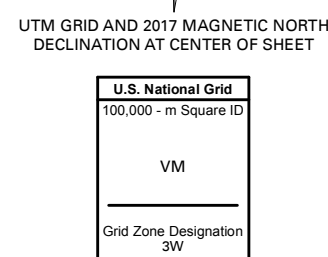 UTM GRID AND 2017 MAGNETIC NORTH
DECLINATION AT CENTER OF SHEET
U.S. National Grid
100,000 - m Square ID
VM
Grid Zone Designation
3W